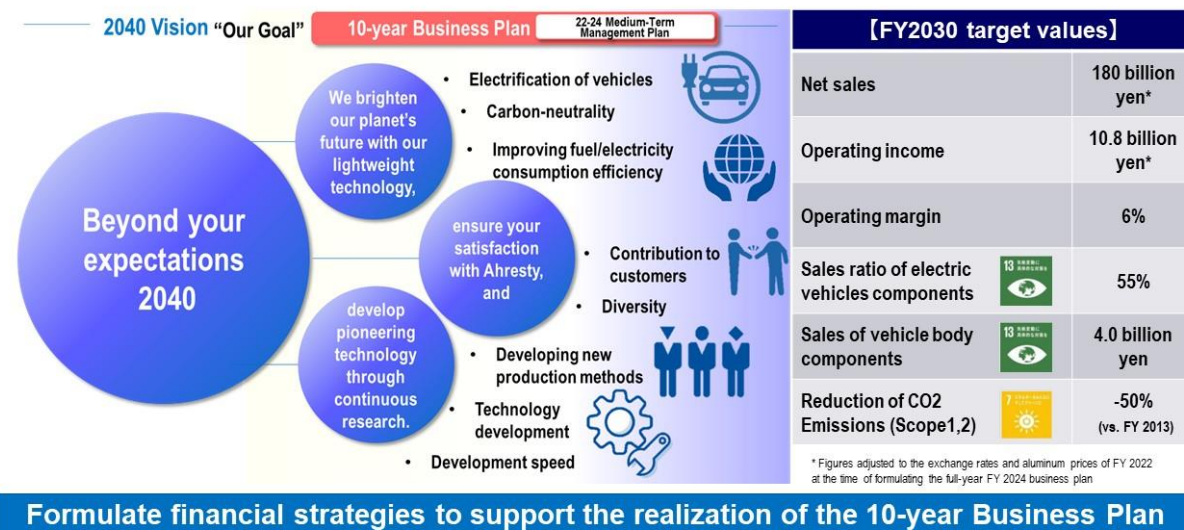 2040 Vision "Our Goal"
10-year Business Plan
22-24 Medium-Term
Management Plan
Beyond your
expectations
2040
We brighten
our planet's
future with our
lightweight
technology,
ensure your
satisfaction
with Ahresty,
and
develop
pioneering
technology
through
continuous
research.
• Electrification of vehicles
• Carbon-neutrality
• Improving fuel/electricity
consumption efficiency
• Contribution to
customers
• Diversity
• Developing new
production methods
• Technology
development
• Development speed
【FY2030 target values】
Net sales
180 billion
yen*
Operating income
10.8 billion
yen*
Operating margin
6%
Sales ratio of electric
vehicles components
13
55%
Sales of vehicle body
components
13
4.0 billion
yen
Reduction of CO2
Emissions (Scope1,2)
7
-50%
(vs. FY 2013)
* Figures adjusted to the exchange rates and aluminum prices of FY 2022
at the time of formulating the full-year FY 2024 business plan
Formulate financial strategies to support the realization of the 10-year Business Plan